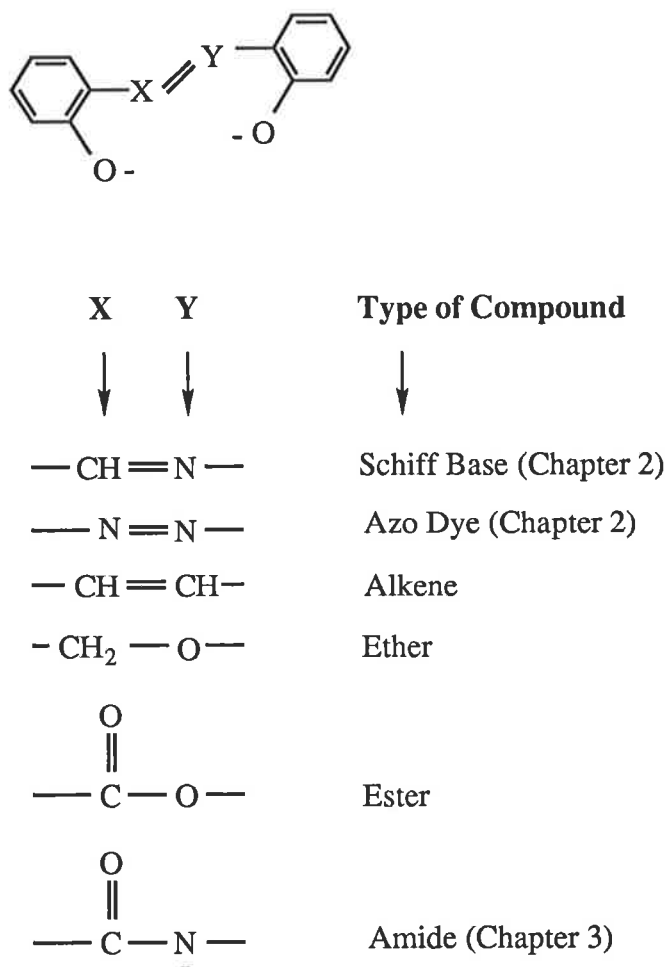 X Y
- O
O -
X Y Type of Compound
— CH = N — Schiff Base (Chapter 2)
— N = N — Azo Dye (Chapter 2)
— CH = CH — Alkene
— CH₂ — O — Ether
O
— C — O — Ester
O
— C — N — Amide (Chapter 3)